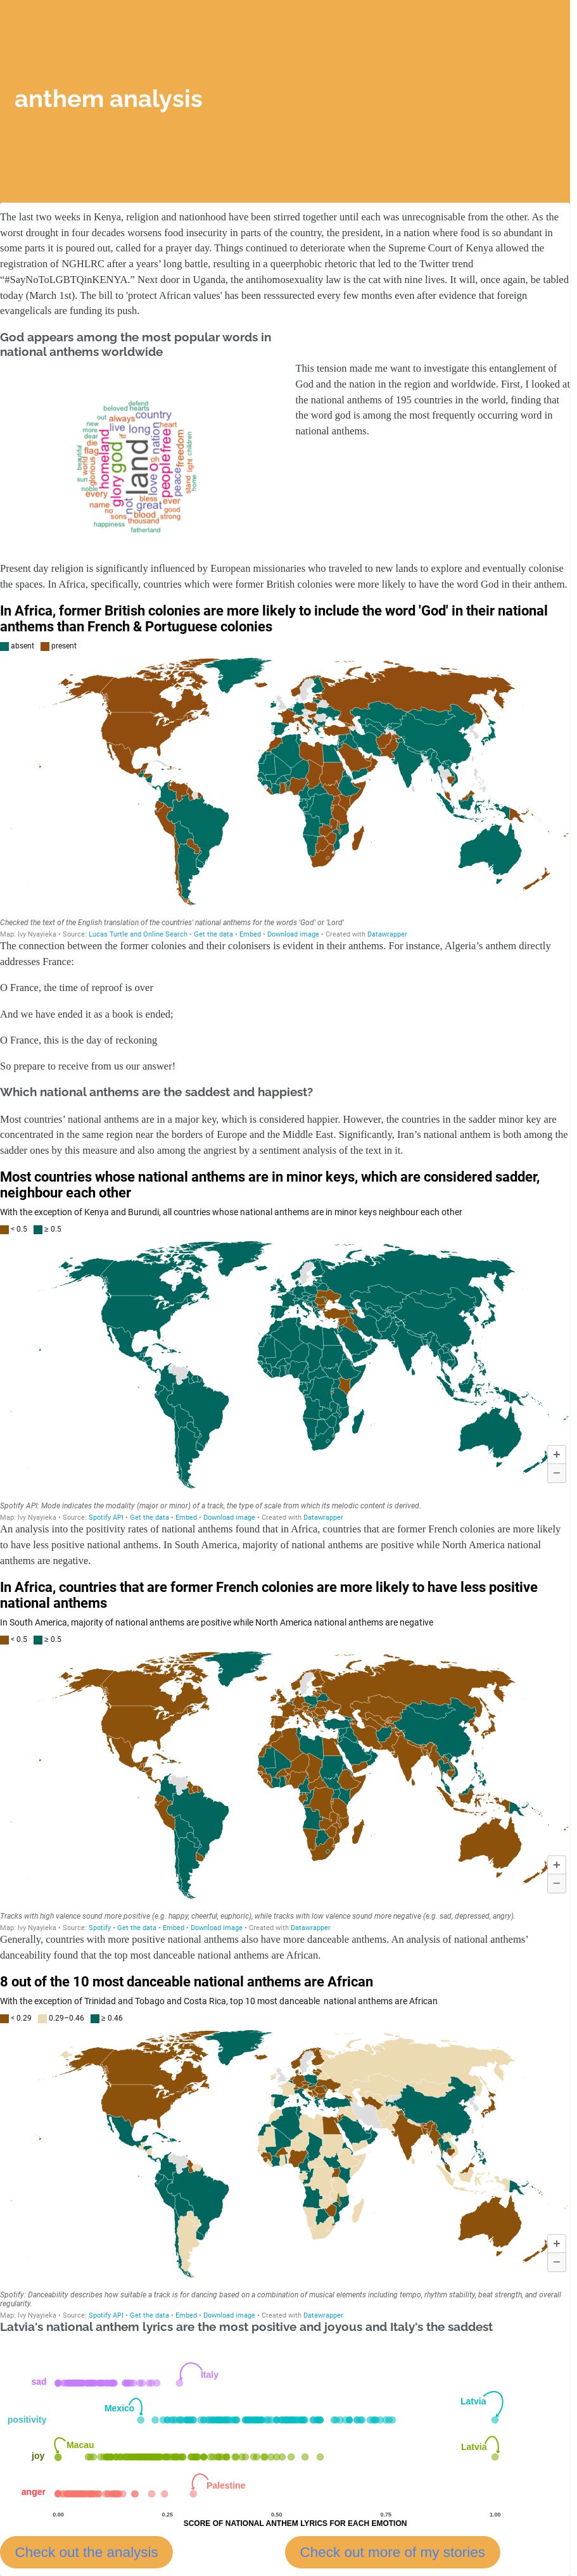 anthem analysis
The last two weeks in Kenya, religion and nationhood have been stirred together until each was unrecognisable from the other. As the
worst drought in four decades worsens food insecurity in parts of the country, the president, in a nation where food is so abundant in
some parts it is poured out, called for a prayer day. Things continued to deteriorate when the Supreme Court of Kenya allowed the
registration of NGHLRC after a years’ long battle, resulting in a queerphobic rhetoric that led to the Twitter trend
“#SayNoToLGBTQinKENYA.” Next door in Uganda, the antihomosexuality law is the cat with nine lives. It will, once again, be tabled
today (March 1st). The bill to 'protect African values' has been resssurected every few months even after evidence that foreign
evangelicals are funding its push.
God appears among the most popular words in
national anthems worldwide
This tension made me want to investigate this entanglement of
God and the nation in the region and worldwide. First, I looked at
the national anthems of 195 countries in the world, finding that
the word god is among the most frequently occurring word in
national anthems.
defend
beloved hearts
out always country
new live long heart
more
dear if
die
flag
beautiful
world
glorious
homeland
god
land
nation
free
freedom
children
sun
noble
every
glory
not
love
o
people
peace
stand
light
home
name
bless ever
great
no
sons blood good
thousand strong
happiness
fatherland
Present day religion is significantly influenced by European missionaries who traveled to new lands to explore and eventually colonise
the spaces. In Africa, specifically, countries which were former British colonies were more likely to have the word God in their anthem.
In Africa, former British colonies are more likely to include the word 'God' in their national
anthems than French & Portuguese colonies
absent present
Checked the text of the English translation of the countries' national anthems for the words 'God' or 'Lord'
Map: Ivy Nyayieka • Source: Lucas Turtle and Online Search • Get the data • Embed • Download image • Created with Datawrapper
The connection between the former colonies and their colonisers is evident in their anthems. For instance, Algeria’s anthem directly
addresses France:
O France, the time of reproof is over
And we have ended it as a book is ended;
O France, this is the day of reckoning
So prepare to receive from us our answer!
Which national anthems are the saddest and happiest?
Most countries’ national anthems are in a major key, which is considered happier. However, the countries in the sadder minor key are
concentrated in the same region near the borders of Europe and the Middle East. Significantly, Iran’s national anthem is both among the
sadder ones by this measure and also among the angriest by a sentiment analysis of the text in it.
Most countries whose national anthems are in minor keys, which are considered sadder,
neighbour each other
With the exception of Kenya and Burundi, all countries whose national anthems are in minor keys neighbour each other
< 0.5 ≥ 0.5
+
−
Spotify API: Mode indicates the modality (major or minor) of a track, the type of scale from which its melodic content is derived.
Map: Ivy Nyayieka • Source: Spotify API • Get the data • Embed • Download image • Created with Datawrapper
An analysis into the positivity rates of national anthems found that in Africa, countries that are former French colonies are more likely
to have less positive national anthems. In South America, majority of national anthems are positive while North America national
anthems are negative.
In Africa, countries that are former French colonies are more likely to have less positive
national anthems
In South America, majority of national anthems are positive while North America national anthems are negative
< 0.5 ≥ 0.5
+
−
Tracks with high valence sound more positive (e.g. happy, cheerful, euphoric), while tracks with low valence sound more negative (e.g. sad, depressed, angry).
Map: Ivy Nyayieka • Source: Spotify • Get the data • Embed • Download image • Created with Datawrapper
Generally, countries with more positive national anthems also have more danceable anthems. An analysis of national anthems’
danceability found that the top most danceable national anthems are African.
8 out of the 10 most danceable national anthems are African
With the exception of Trinidad and Tobago and Costa Rica, top 10 most danceable national anthems are African
< 0.29 0.29–0.46 ≥ 0.46
+
−
Spotify: Danceability describes how suitable a track is for dancing based on a combination of musical elements including tempo, rhythm stability, beat strength, and overall
regularity.
Map: Ivy Nyayieka • Source: Spotify API • Get the data • Embed • Download image • Created with Datawrapper
Latvia's national anthem lyrics are the most positive and joyous and Italy's the saddest
sad Italy
Mexico Latvia
positivity
Macau Latvia
joy
anger Palestine
0.00 0.25 0.50 0.75 1.00
SCORE OF NATIONAL ANTHEM LYRICS FOR EACH EMOTION
Check out the analysis Check out more of my stories